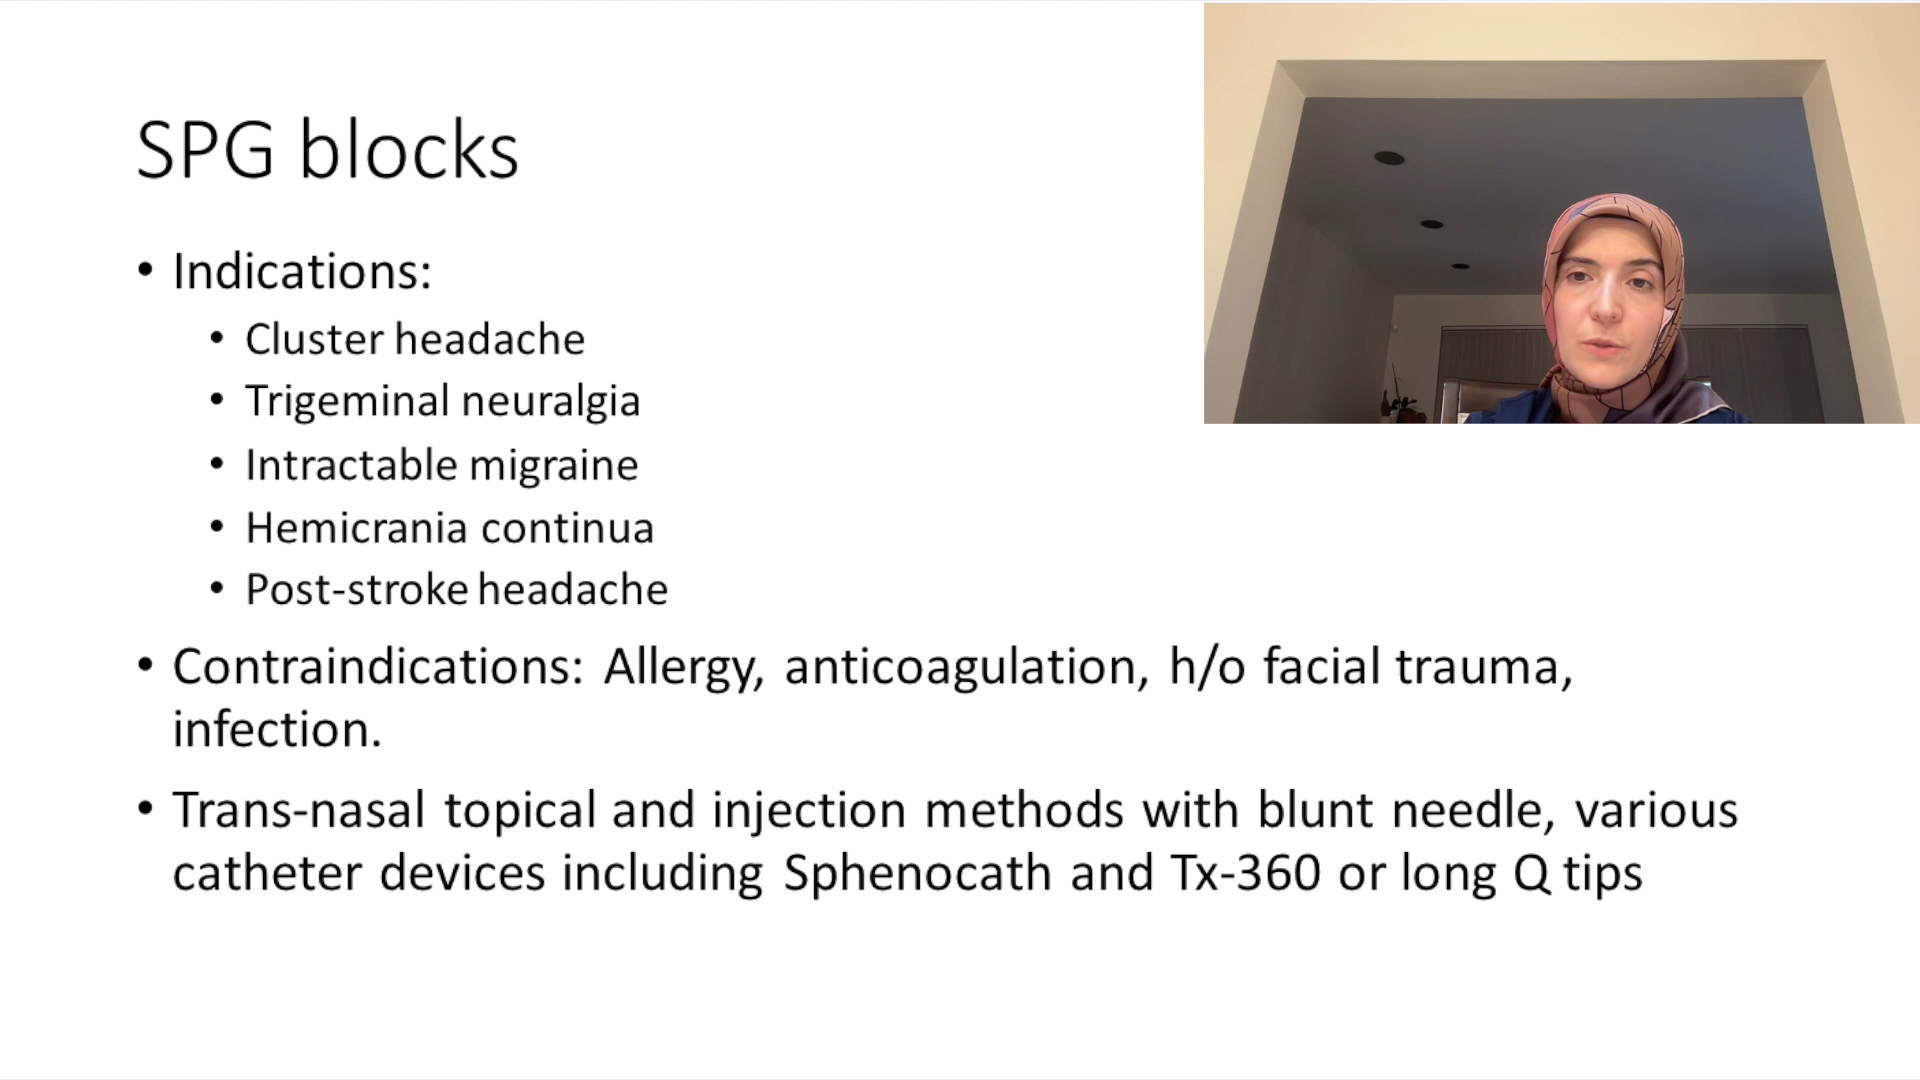 SPG blocks
• Indications:
• Cluster headache
• Trigeminal neuralgia
• Intractable migraine
• Hemicrania continua
• Post-stroke headache
• Contraindications: Allergy, anticoagulation, h/o facial trauma,
infection.
• Trans-nasal topical and injection methods with blunt needle, various
catheter devices including Sphenocath and Tx-360 or long Q tips